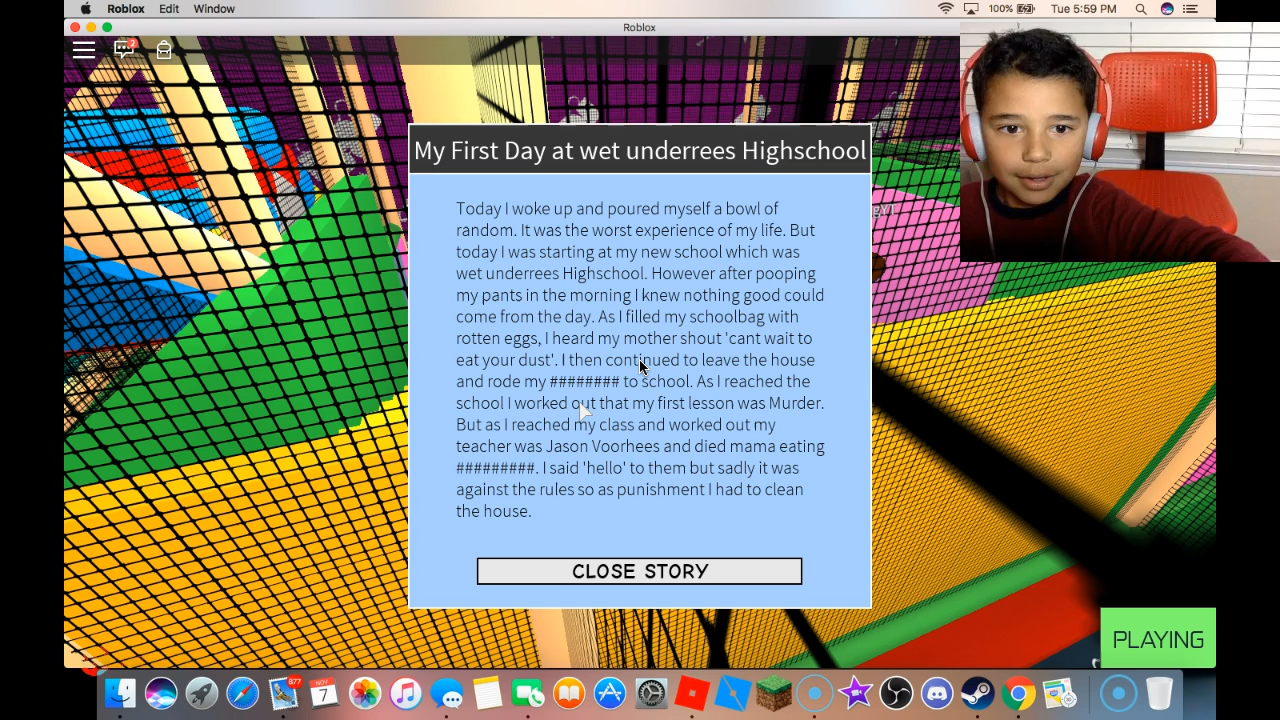 Roblox Edit Window 100% Tue 5:59 PM
Roblox
2
My First Day at wet underrees Highschool
Today I woke up and poured myself a bowl of
random. It was the worst experience of my life. But
today I was starting at my new school which was
wet underrees Highschool. However after pooping
my pants in the morning I knew nothing good could
come from the day. As I filled my schoolbag with
rotten eggs, I heard my mother shout 'cant wait to
eat your dust'. I then continued to leave the house
and rode my ######## to school. As I reached the
school I worked out that my first lesson was Murder.
But as I reached my class and worked out my
teacher was Jason Voorhees and died mama eating
#########. I said 'hello' to them but sadly it was
against the rules so as punishment I had to clean
the house.
CLOSE STORY
PLAYING
877
NOV
7